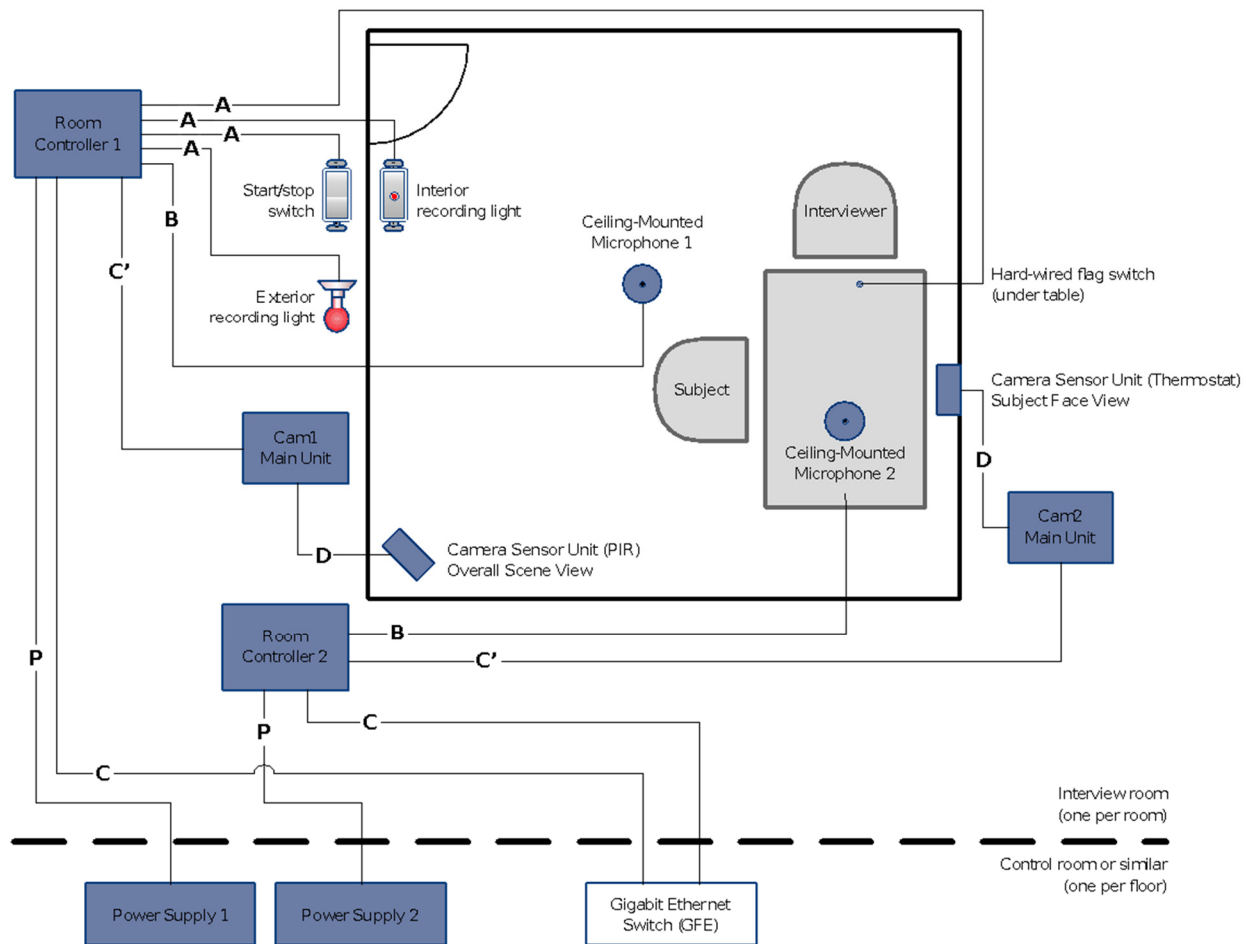 A
A
A
A
Room
Controller 1
Start/stop
switch
Interior
recording light
B
C'
Exterior
recording light
Ceiling-Mounted
Microphone 1
Interviewer
Hard-wired flag switch
(under table)
Subject
Camera Sensor Unit (Thermostat)
Subject Face View
Ceiling-Mounted
Microphone 2
D
Cam1
Main Unit
Cam2
Main Unit
D
Camera Sensor Unit (PIR)
Overall Scene View
Room
Controller 2
B
C'
P
P
C
C
Interview room
(one per room)
Control room or similar
(one per floor)
Power Supply 1
Power Supply 2
Gigabit Ethernet
Switch (GFE)